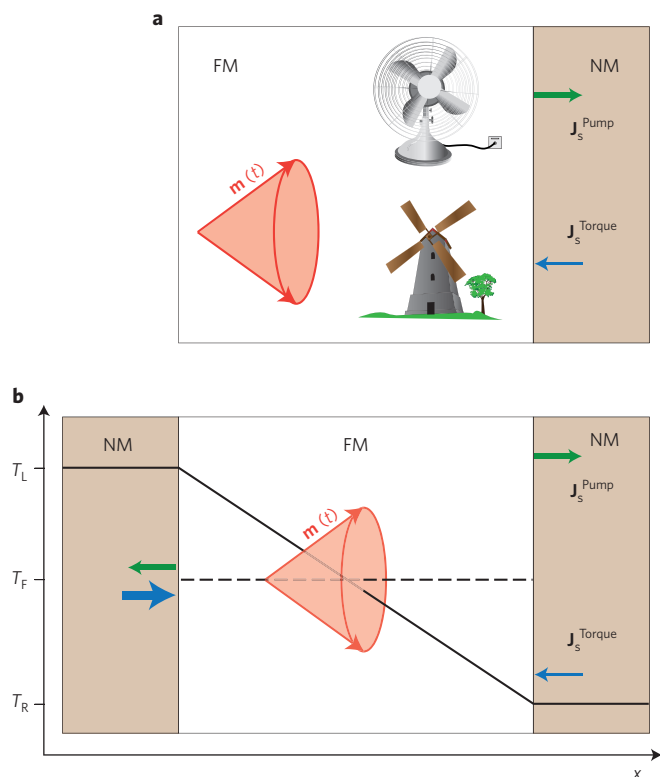 a
FM
NM
J_s^Pump
m (t)
J_s^Torque
b
NM
FM
NM
T_L
J_s^Pump
m (t)
T_F
J_s^Torque
T_R
x